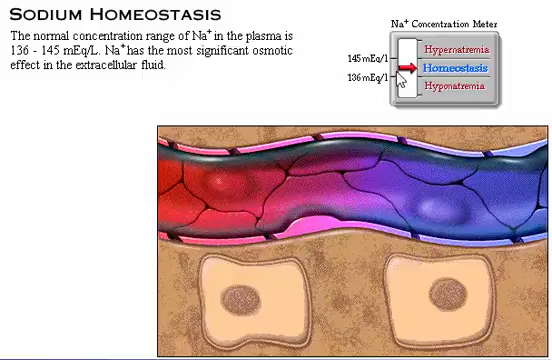 SODIUM HOMEOSTASIS
The normal concentration range of Na+ in the plasma is
136 - 145 mEq/L. Na+ has the most significant osmotic
effect in the extracellular fluid.
Na+ Concentration Meter
Hypernatremia
145 mEq/l
Homeostasis
136 mEq/l
Hyponatremia